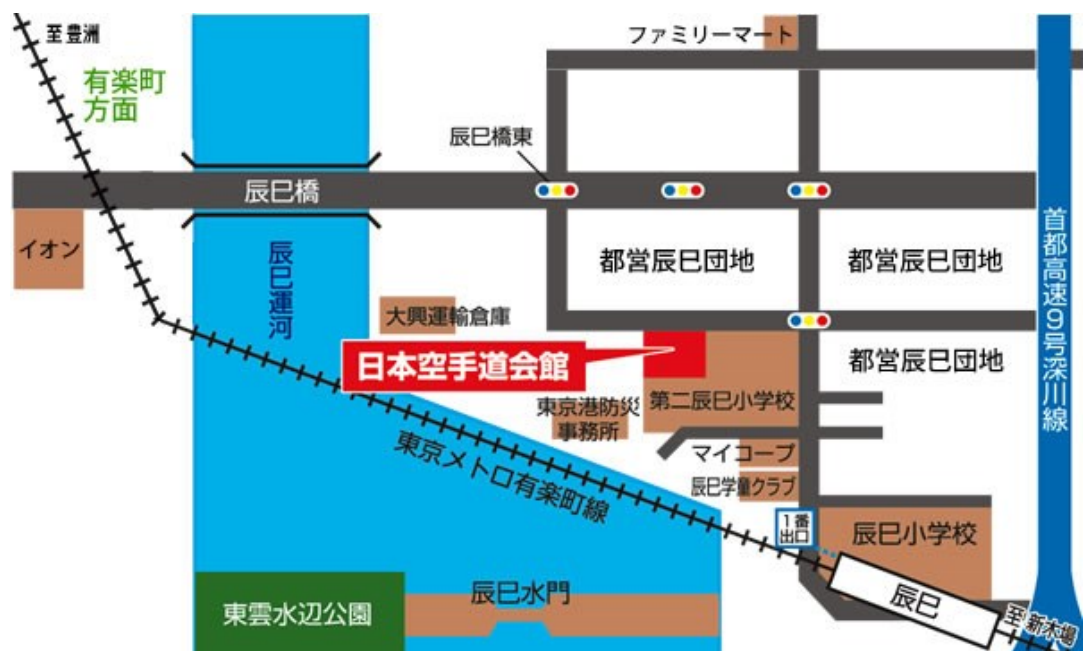 至豊洲
有楽町
方面
ファミリーマート
辰巳橋東
辰巳橋
イオン
辰巳運河
都営辰巳団地
都営辰巳団地
首都高速9号深川線
大興運輸倉庫
日本空手道会館
都営辰巳団地
東京港防災
事務所
第二辰巳小学校
東京メトロ有楽町線
マイコープ
辰巳学童クラブ
1番
出口
辰巳小学校
東雲水辺公園
辰巳水門
辰巳
至新木場